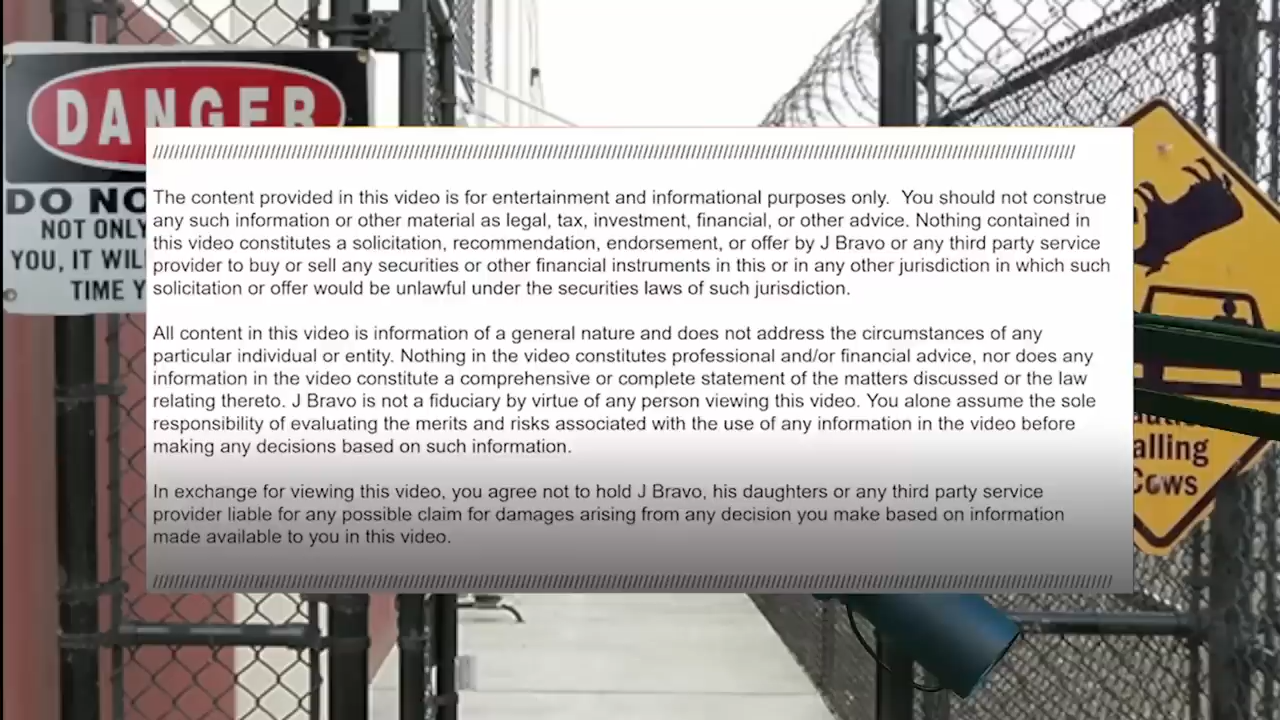 DANGER
DO NO
NOT ONLY
YOU, IT WIL
TIME Y
////////////////////////////////////////////////////////////////////////////////////////////////////////////////////////////////////////////////////////////////////////////
The content provided in this video is for entertainment and informational purposes only.  You should not construe
any such information or other material as legal, tax, investment, financial, or other advice. Nothing contained in
this video constitutes a solicitation, recommendation, endorsement, or offer by J Bravo or any third party service
provider to buy or sell any securities or other financial instruments in this or in any other jurisdiction in which such
solicitation or offer would be unlawful under the securities laws of such jurisdiction.
All content in this video is information of a general nature and does not address the circumstances of any
particular individual or entity. Nothing in the video constitutes professional and/or financial advice, nor does any
information in the video constitute a comprehensive or complete statement of the matters discussed or the law
relating thereto. J Bravo is not a fiduciary by virtue of any person viewing this video. You alone assume the sole
responsibility of evaluating the merits and risks associated with the use of any information in the video before
making any decisions based on such information.
In exchange for viewing this video, you agree not to hold J Bravo, his daughters or any third party service
provider liable for any possible claim for damages arising from any decision you make based on information
made available to you in this video.
////////////////////////////////////////////////////////////////////////////////////////////////////////////////////////////////////////////////////////////////////////////////////
alling
Cows